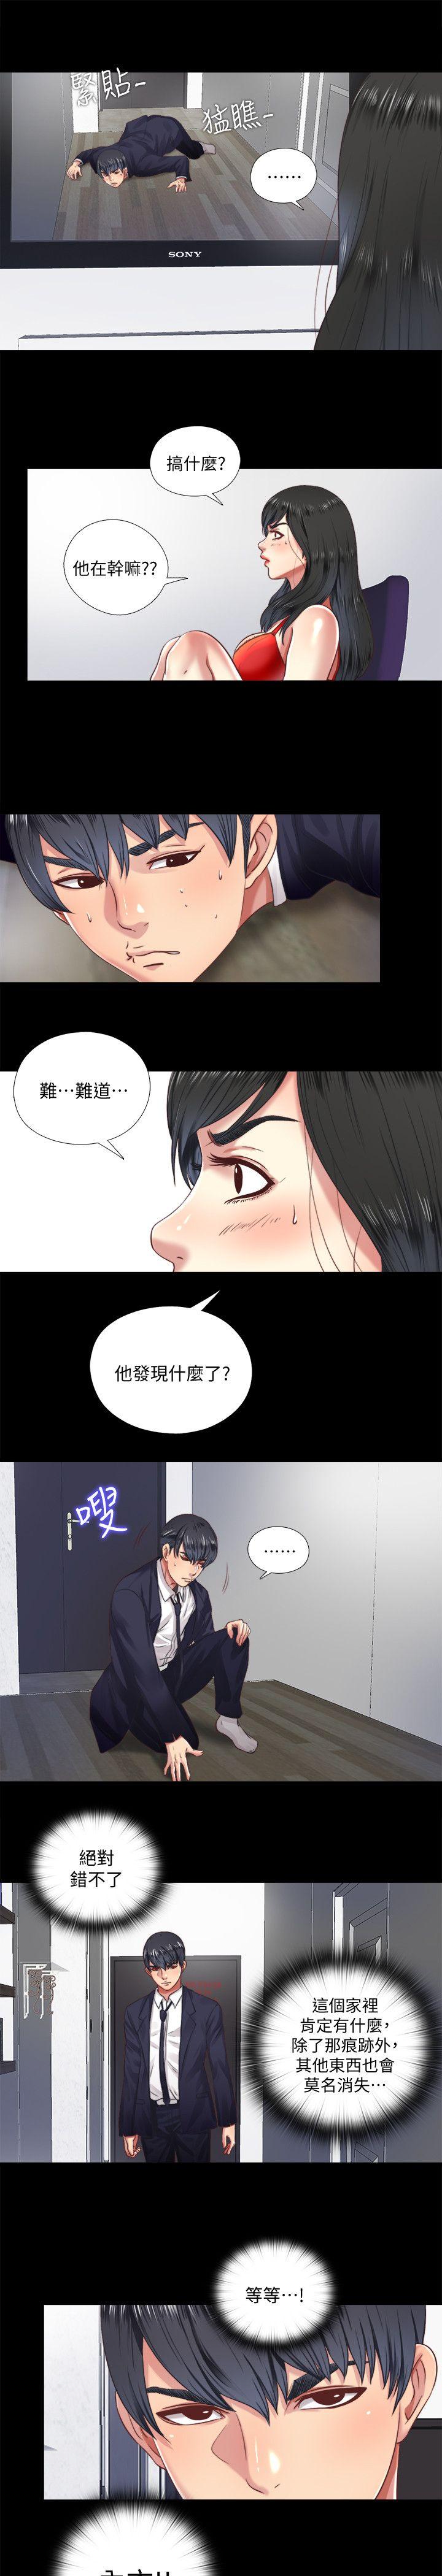 緊貼~
猛瞧~
……
SONY
搞什麼?
他在幹嘛??
難…難道…
他發現什麼了?
嗖
……
絕對
錯不了
這個家裡
肯定有什麼,
除了那痕跡外,
其他東西也會
莫名消失…
等等…!